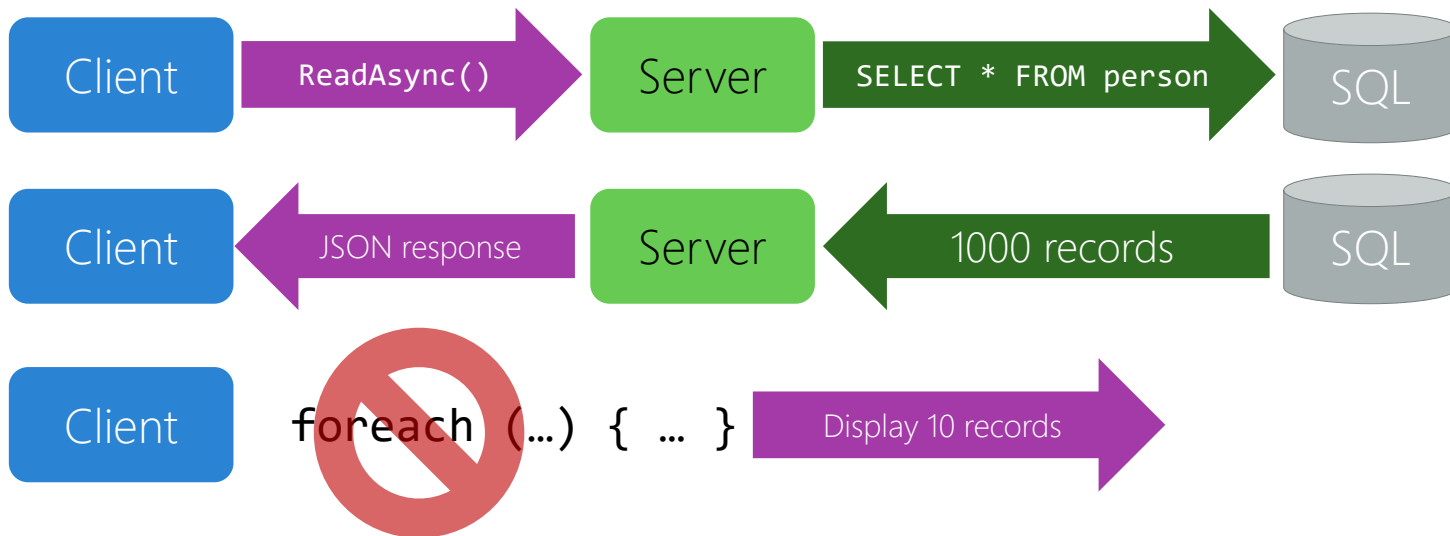 Client
ReadAsync()
Server
SELECT * FROM person
SQL
Client
JSON response
Server
1000 records
SQL
Client
foreach (…) { … }
Display 10 records